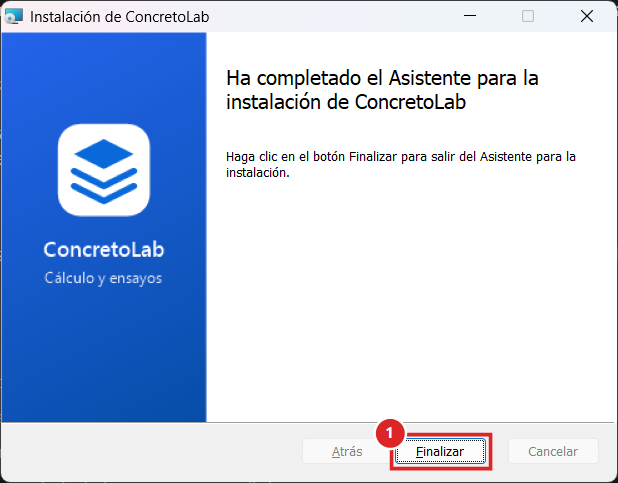 Instalación de ConcretoLab
Ha completado el Asistente para la
instalación de ConcretoLab
Haga clic en el botón Finalizar para salir del Asistente para la
instalación.
ConcretoLab
Cálculo y ensayos
1
Atrás
Finalizar
Cancelar